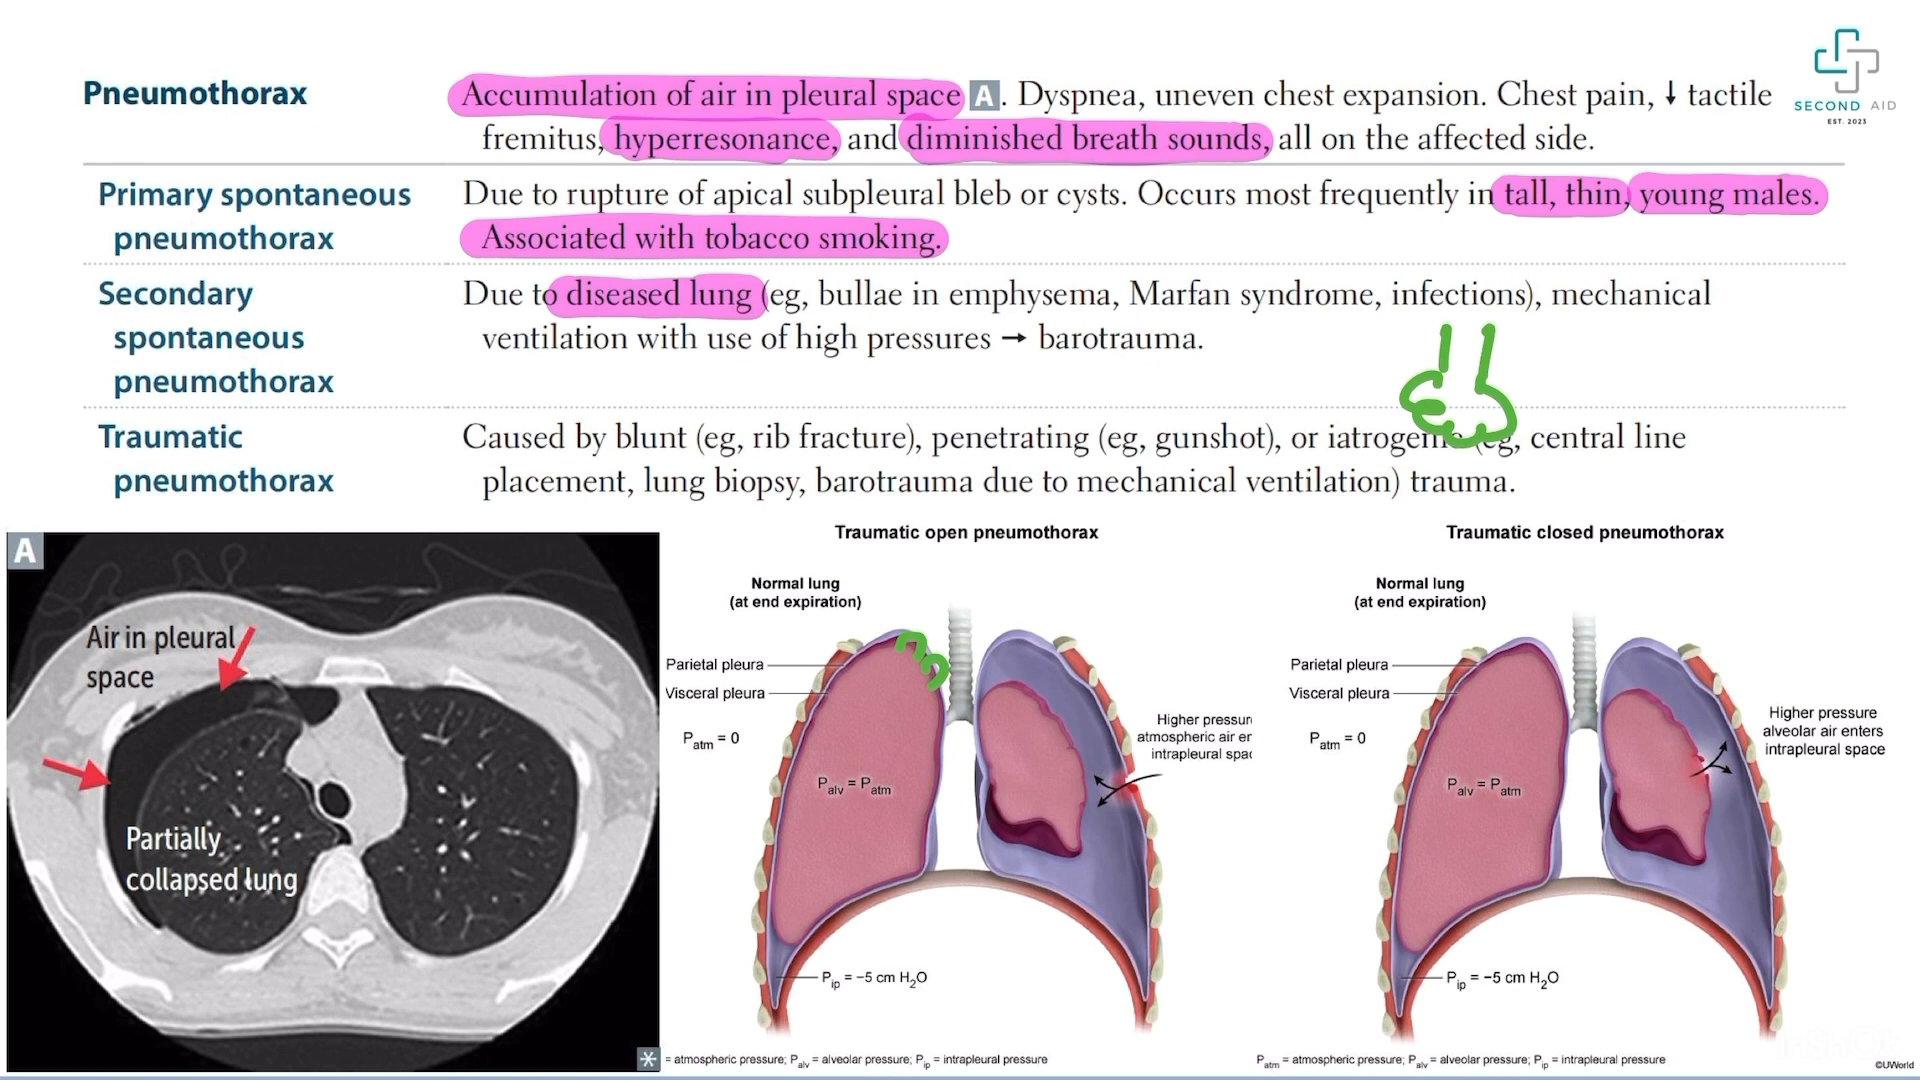 SECOND AID
EST. 2023
Pneumothorax
Accumulation of air in pleural space A. Dyspnea, uneven chest expansion. Chest pain, ↓ tactile
fremitus, hyperresonance, and diminished breath sounds, all on the affected side.
Primary spontaneous
pneumothorax
Due to rupture of apical subpleural bleb or cysts. Occurs most frequently in tall, thin, young males.
Associated with tobacco smoking.
Secondary
spontaneous
pneumothorax
Due to diseased lung (eg, bullae in emphysema, Marfan syndrome, infections), mechanical
ventilation with use of high pressures → barotrauma.
Traumatic
pneumothorax
Caused by blunt (eg, rib fracture), penetrating (eg, gunshot), or iatrogenic (eg, central line
placement, lung biopsy, barotrauma due to mechanical ventilation) trauma.
A
Air in pleural
space
Partially
collapsed lung
Traumatic open pneumothorax
Normal lung
(at end expiration)
Parietal pleura
Visceral pleura
Patm = 0
Palv = Patm
Higher pressur
atmospheric air er
intrapleural spac
Pip = −5 cm H2O
= atmospheric pressure; Palv = alveolar pressure; Pip = intrapleural pressure
Traumatic closed pneumothorax
Normal lung
(at end expiration)
Parietal pleura
Visceral pleura
Patm = 0
Palv = Patm
Higher pressure
alveolar air enters
intrapleural space
Pip = −5 cm H2O
Patm = atmospheric pressure; Palv = alveolar pressure; Pip = intrapleural pressure
©UWorld